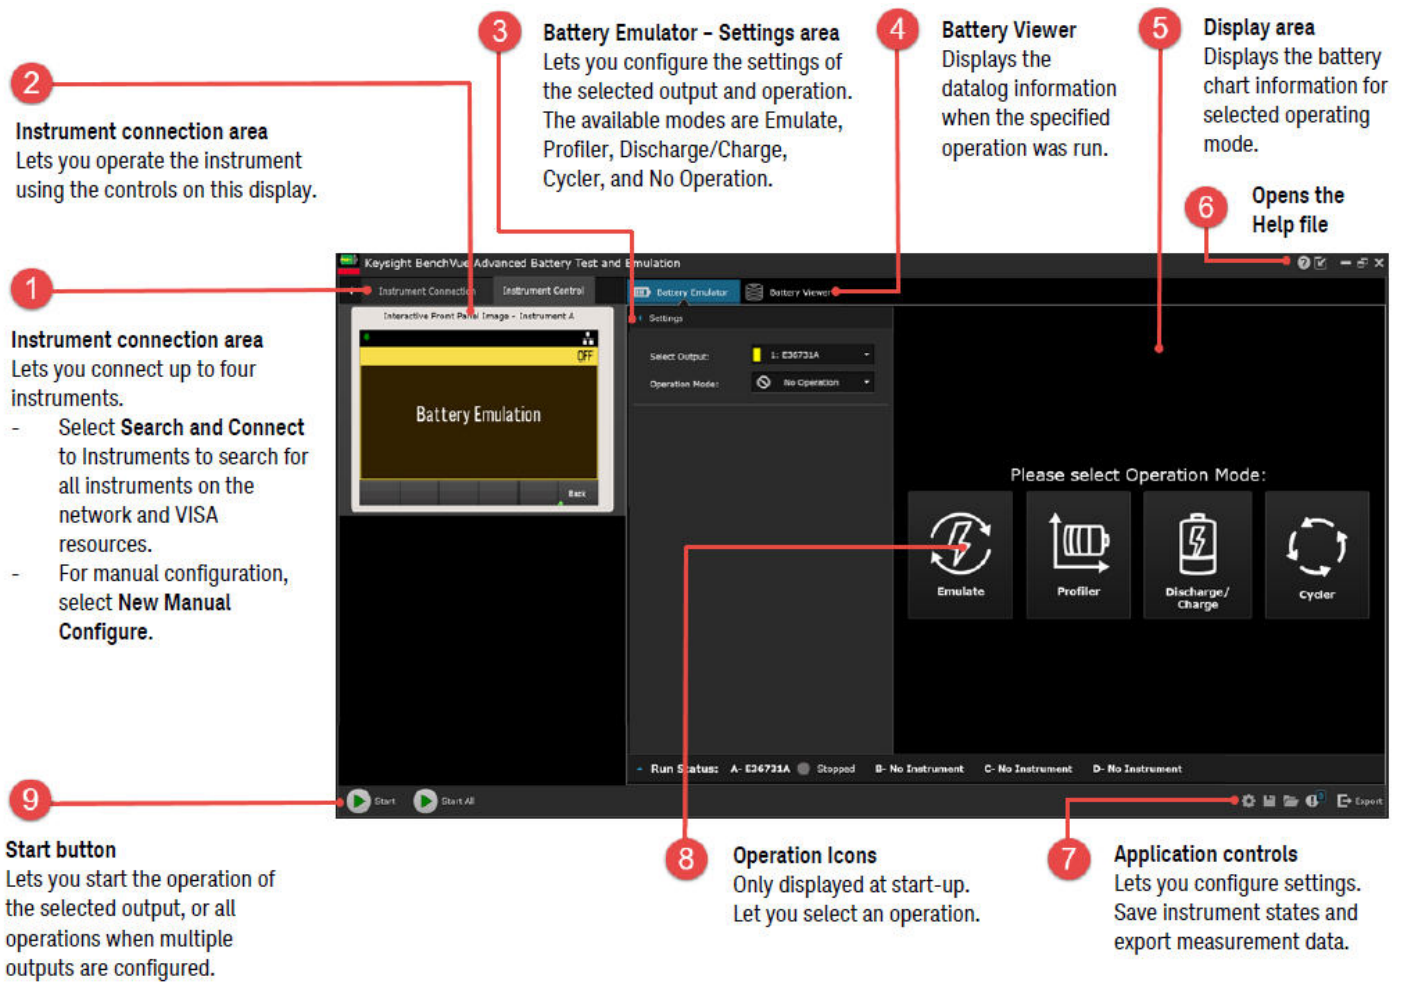 3
Battery Emulator – Settings area
Lets you configure the settings of
the selected output and operation.
The available modes are Emulate,
Profiler, Discharge/Charge,
Cycler, and No Operation.
4
Battery Viewer
Displays the
datalog information
when the specified
operation was run.
5
Display area
Displays the battery
chart information for
selected operating
mode.
2
Instrument connection area
Lets you operate the instrument
using the controls on this display.
6
Opens the
Help file
1
Instrument connection area
Lets you connect up to four
instruments.
- Select Search and Connect
to Instruments to search for
all instruments on the
network and VISA
resources.
- For manual configuration,
select New Manual
Configure.
Keysight BenchVue Advanced Battery Test and Emulation
Instrument Connection
Instrument Control
Battery Emulator
Battery Viewer
Interactive Front Panel Image - Instrument A
OFF
Battery Emulation
Back
Settings
Select Output:
1: E36731A
Operation Mode:
No Operation
Please select Operation Mode:
Emulate
Profiler
Discharge/
Charge
Cycler
Run Status: A- E36731A Stopped B- No Instrument C- No Instrument D- No Instrument
Start
Start All
Export
9
Start button
Lets you start the operation of
the selected output, or all
operations when multiple
outputs are configured.
8
Operation Icons
Only displayed at start-up.
Let you select an operation.
7
Application controls
Lets you configure settings.
Save instrument states and
export measurement data.